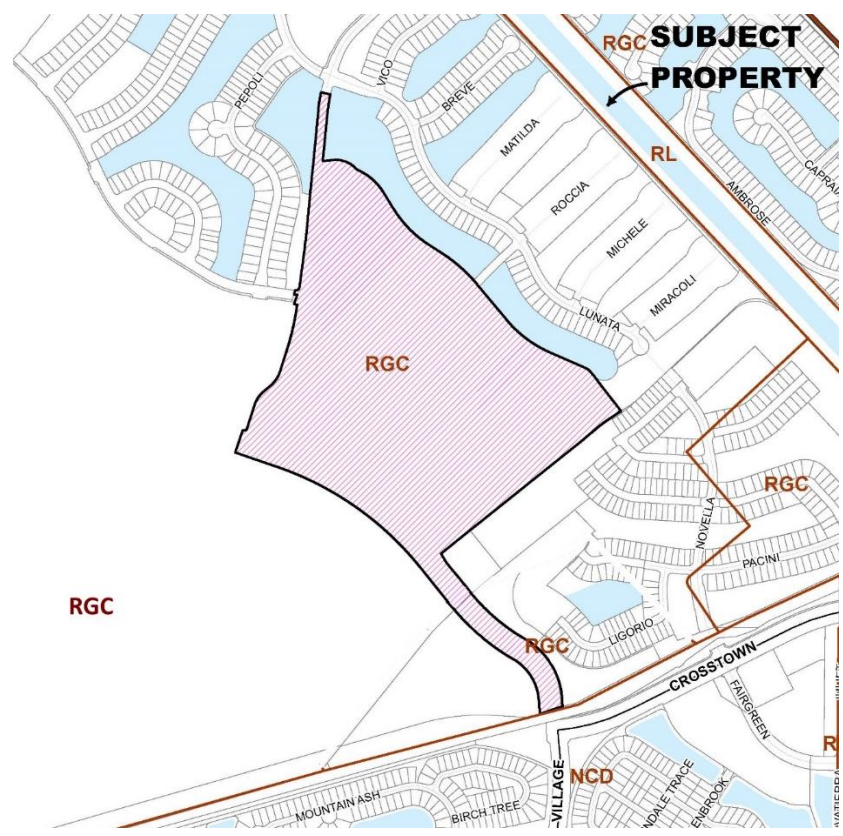 RGC
SUBJECT
PROPERTY
PEPOLI
VICO
BREVE
MATILDA
RL
ROCCIA
AMBROSE
MICHELE
MIRACOLI
LUNATA
RGC
RGC
NOVELLA
PACINI
RGC
LIGORIO
RGC
CROSSTOWN
FAIRGREEN
R
NCD
MOUNTAIN ASH
BIRCH TREE
VILLAGE